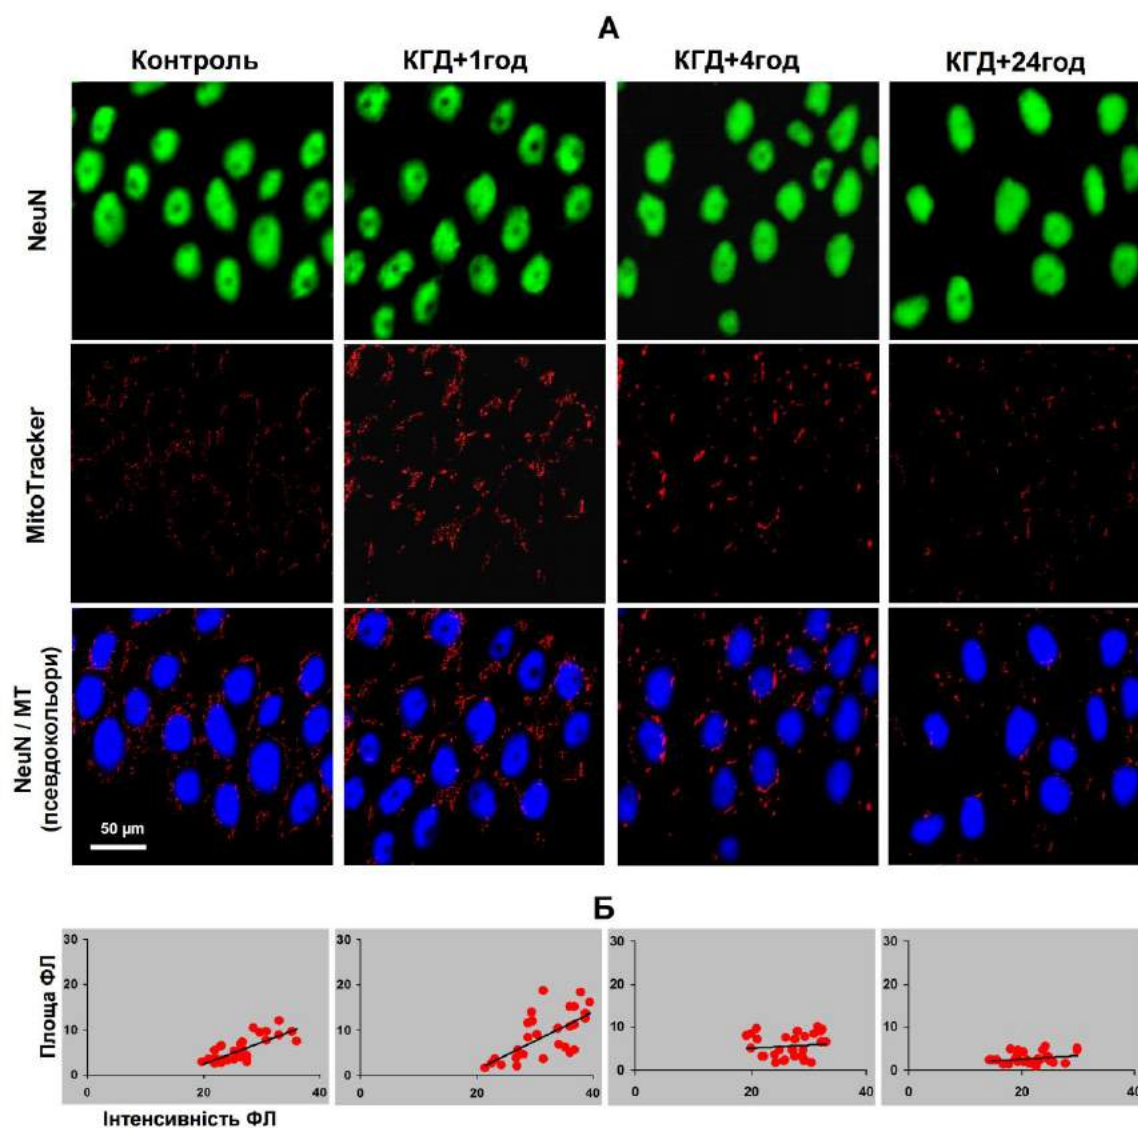 А
Контроль КГД+1год КГД+4год КГД+24год
NeuN
MitoTracker
NeuN / МТ
(псевдокольори)
50 µm
Б
Площа ФЛ
30 30 30 30
20 20 20 20
10 10 10 10
0 0 0 0
0 20 40 0 20 40 0 20 40 0 20 40
Інтенсивність ФЛ